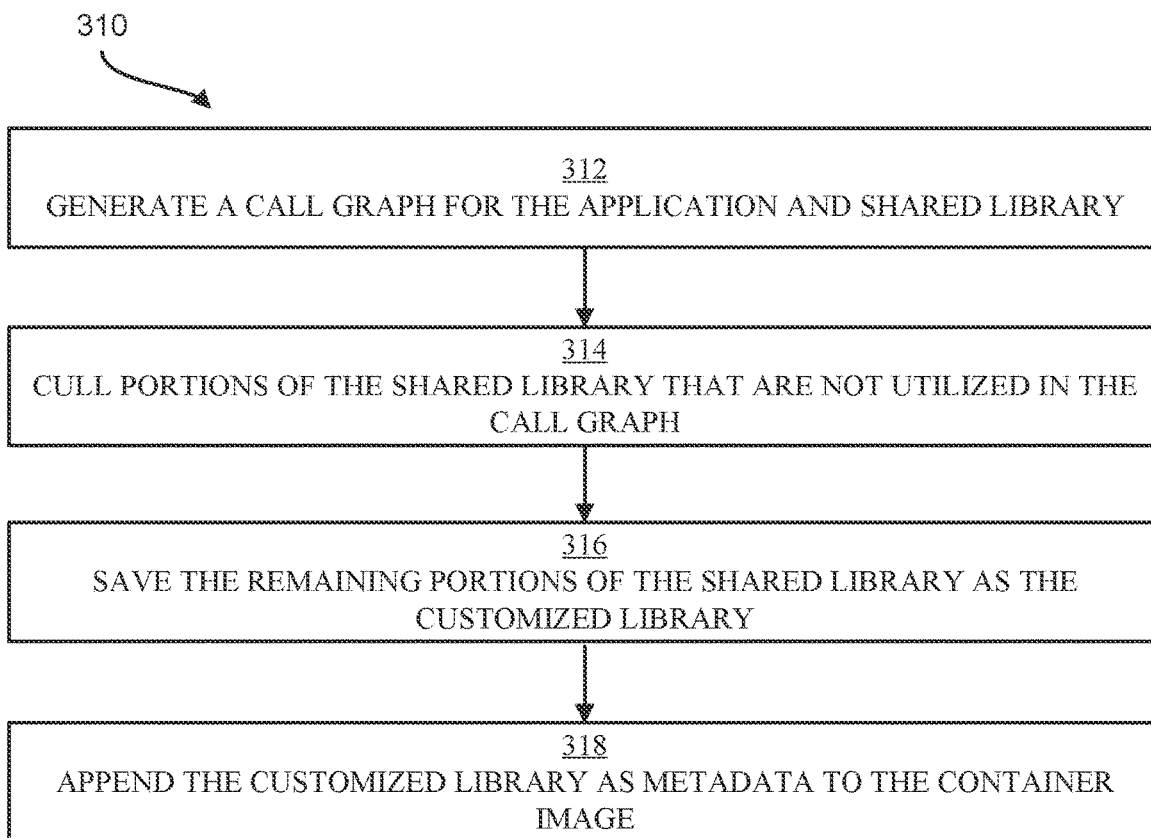 310
312
GENERATE A CALL GRAPH FOR THE APPLICATION AND SHARED LIBRARY
314
CULL PORTIONS OF THE SHARED LIBRARY THAT ARE NOT UTILIZED IN THE
CALL GRAPH
316
SAVE THE REMAINING PORTIONS OF THE SHARED LIBRARY AS THE
CUSTOMIZED LIBRARY
318
APPEND THE CUSTOMIZED LIBRARY AS METADATA TO THE CONTAINER
IMAGE